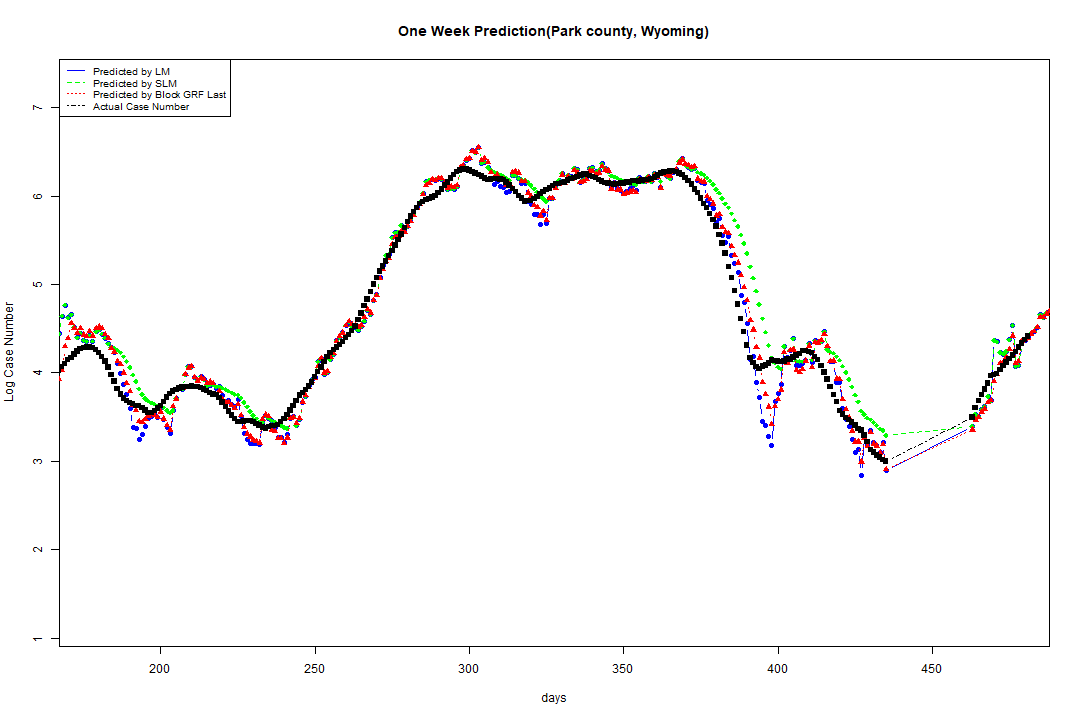 One Week Prediction(Park county, Wyoming)
Predicted by LM
Predicted by SLM
Predicted by Block GRF Last
Actual Case Number
7
6
5
4
3
2
1
Log Case Number
200 250 300 350 400 450
days